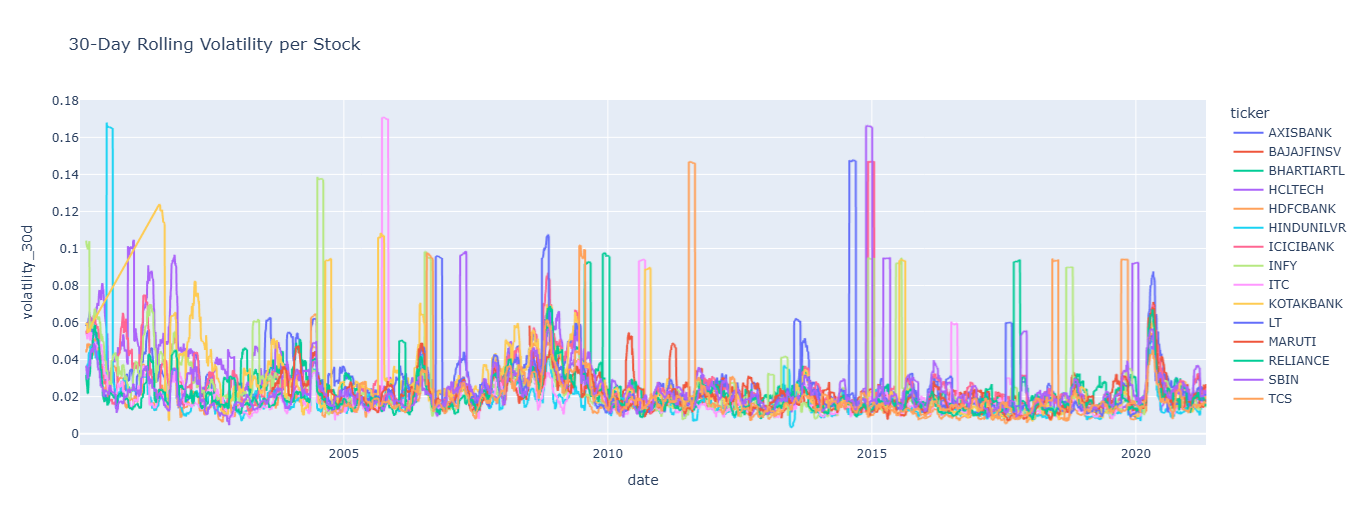 30-Day Rolling Volatility per Stock
0.18
0.16
0.14
0.12
0.1
0.08
0.06
0.04
0.02
0
volatility_30d
2005
2010
2015
2020
date
ticker
AXISBANK
BAJAJFINSV
BHARTIARTL
HCLTECH
HDFCBANK
HINDUNILVR
ICICIBANK
INFY
ITC
KOTAKBANK
LT
MARUTI
RELIANCE
SBIN
TCS